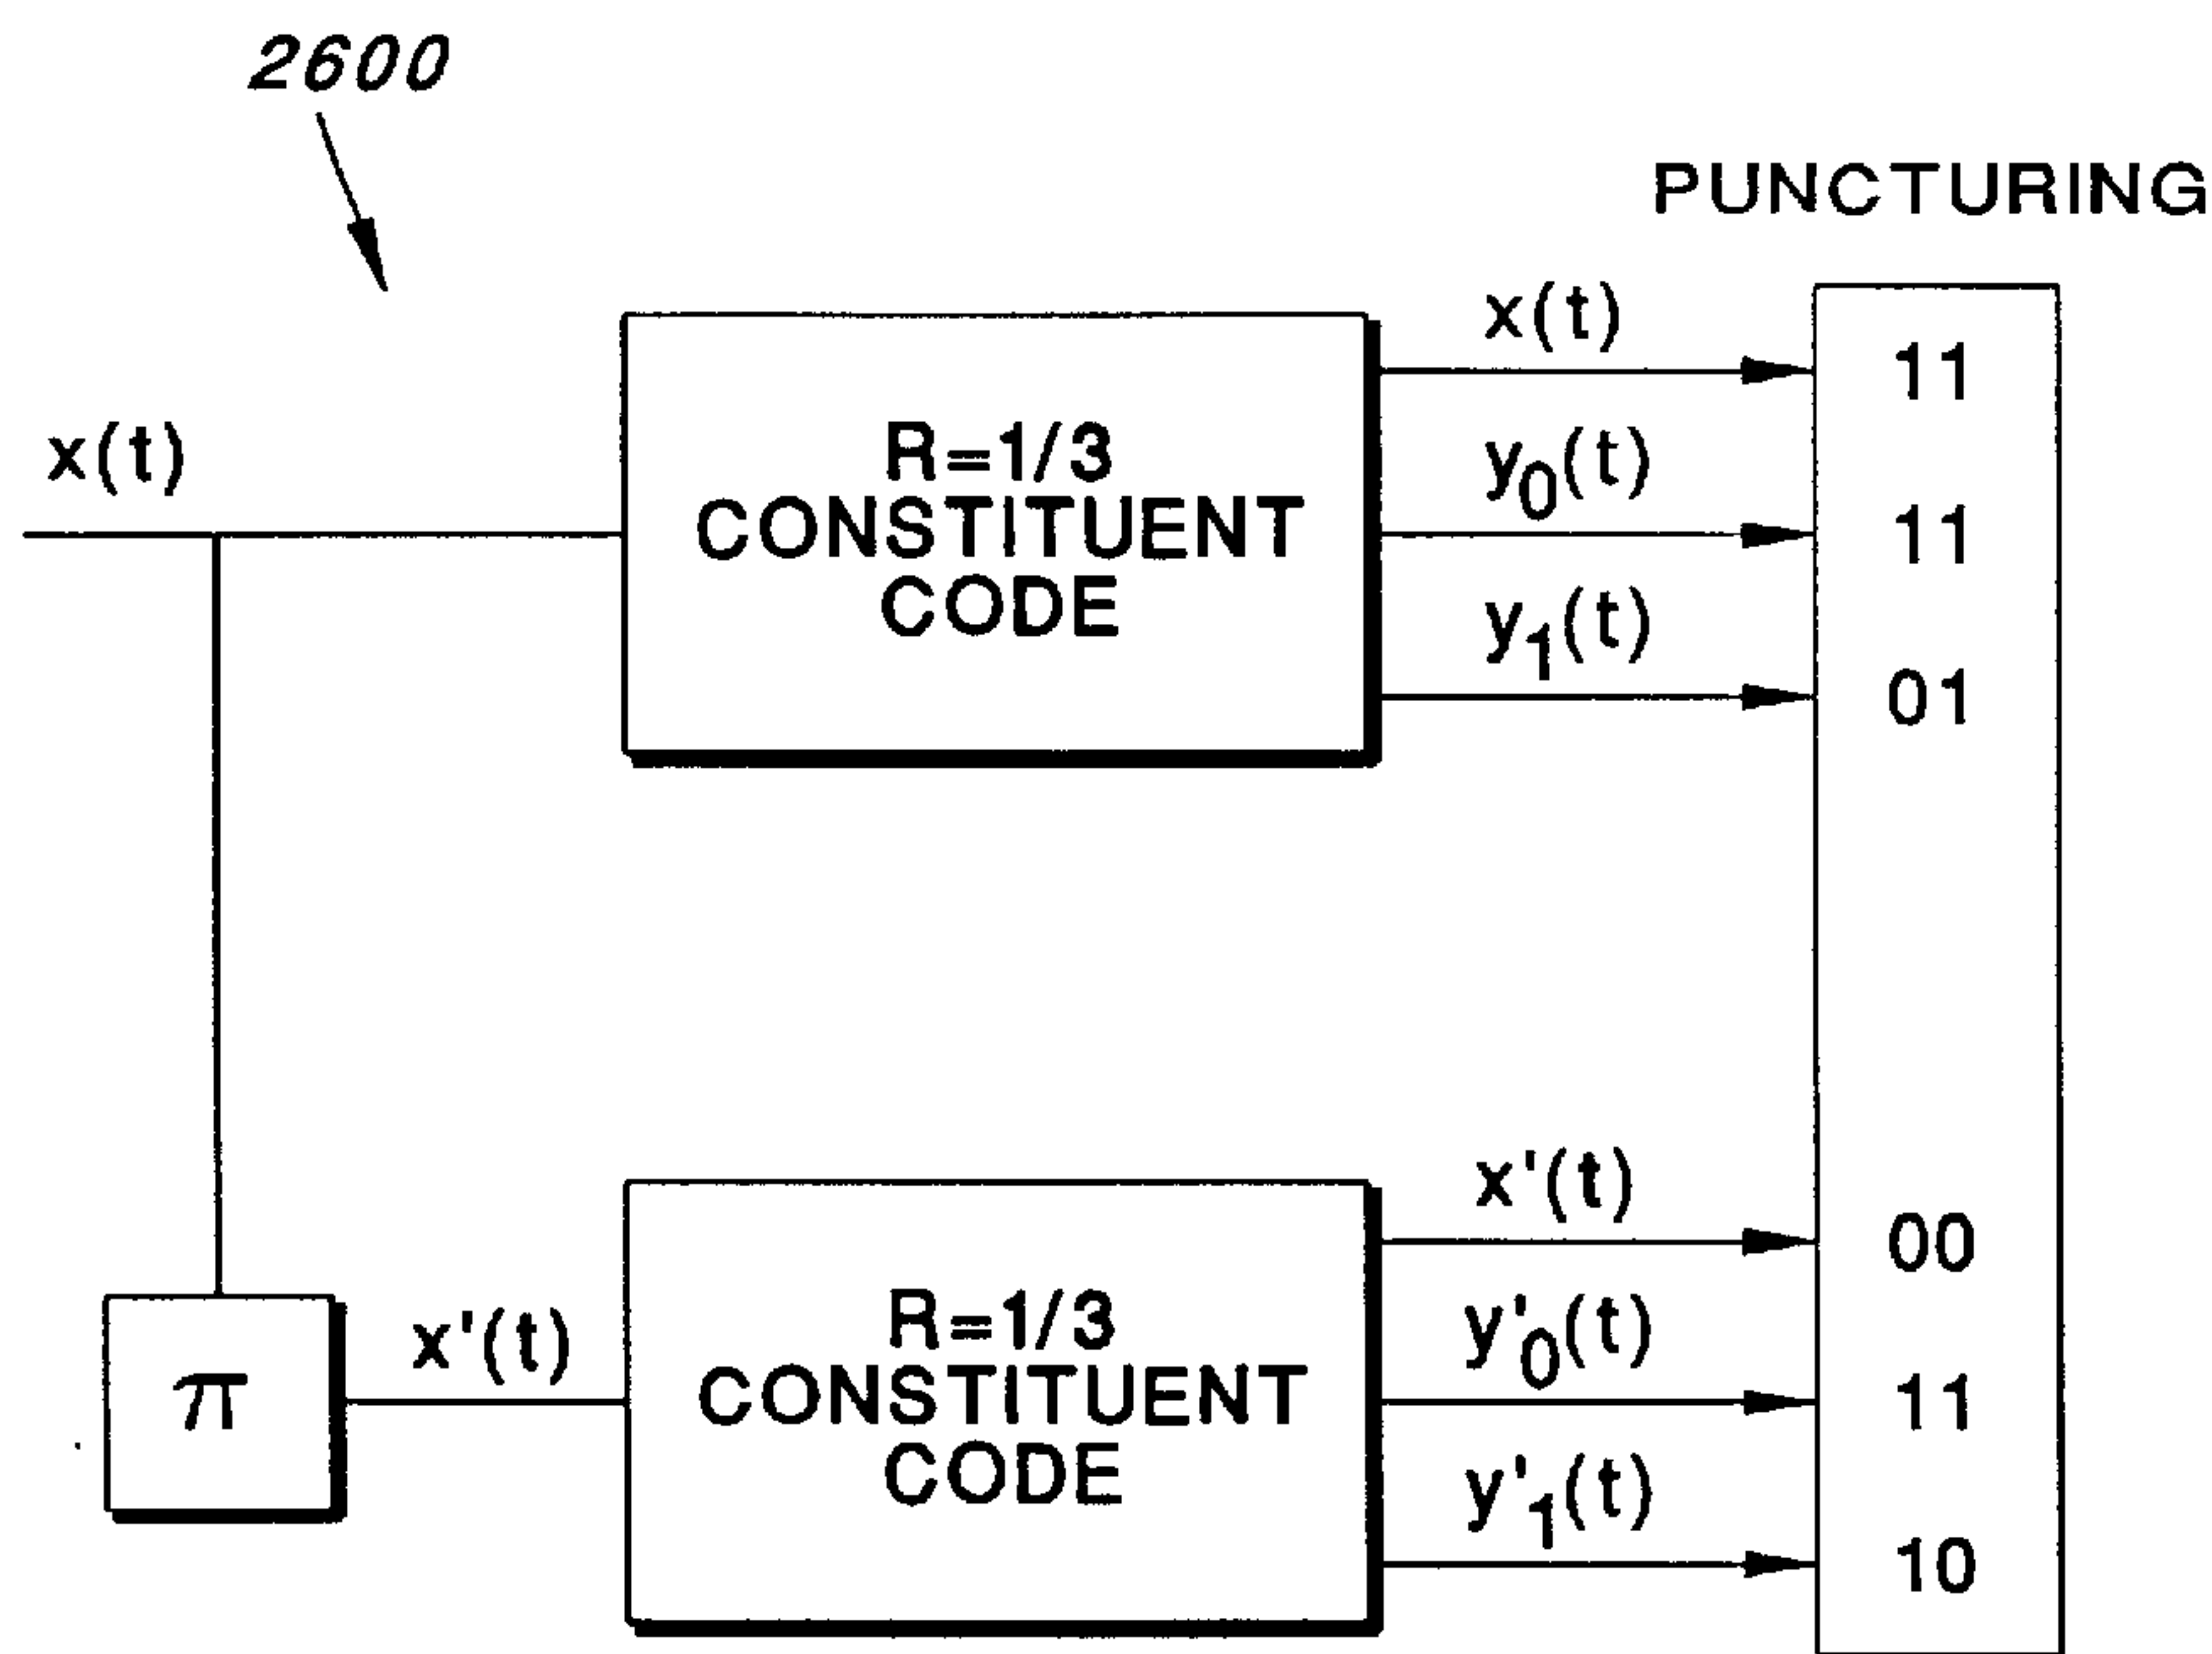 2600
PUNCTURING
x(t)
R=1/3
CONSTITUENT
CODE
x(t)
11
y₀(t)
11
y₁(t)
01
π
x'(t)
R=1/3
CONSTITUENT
CODE
x'(t)
00
y'₀(t)
11
y'₁(t)
10